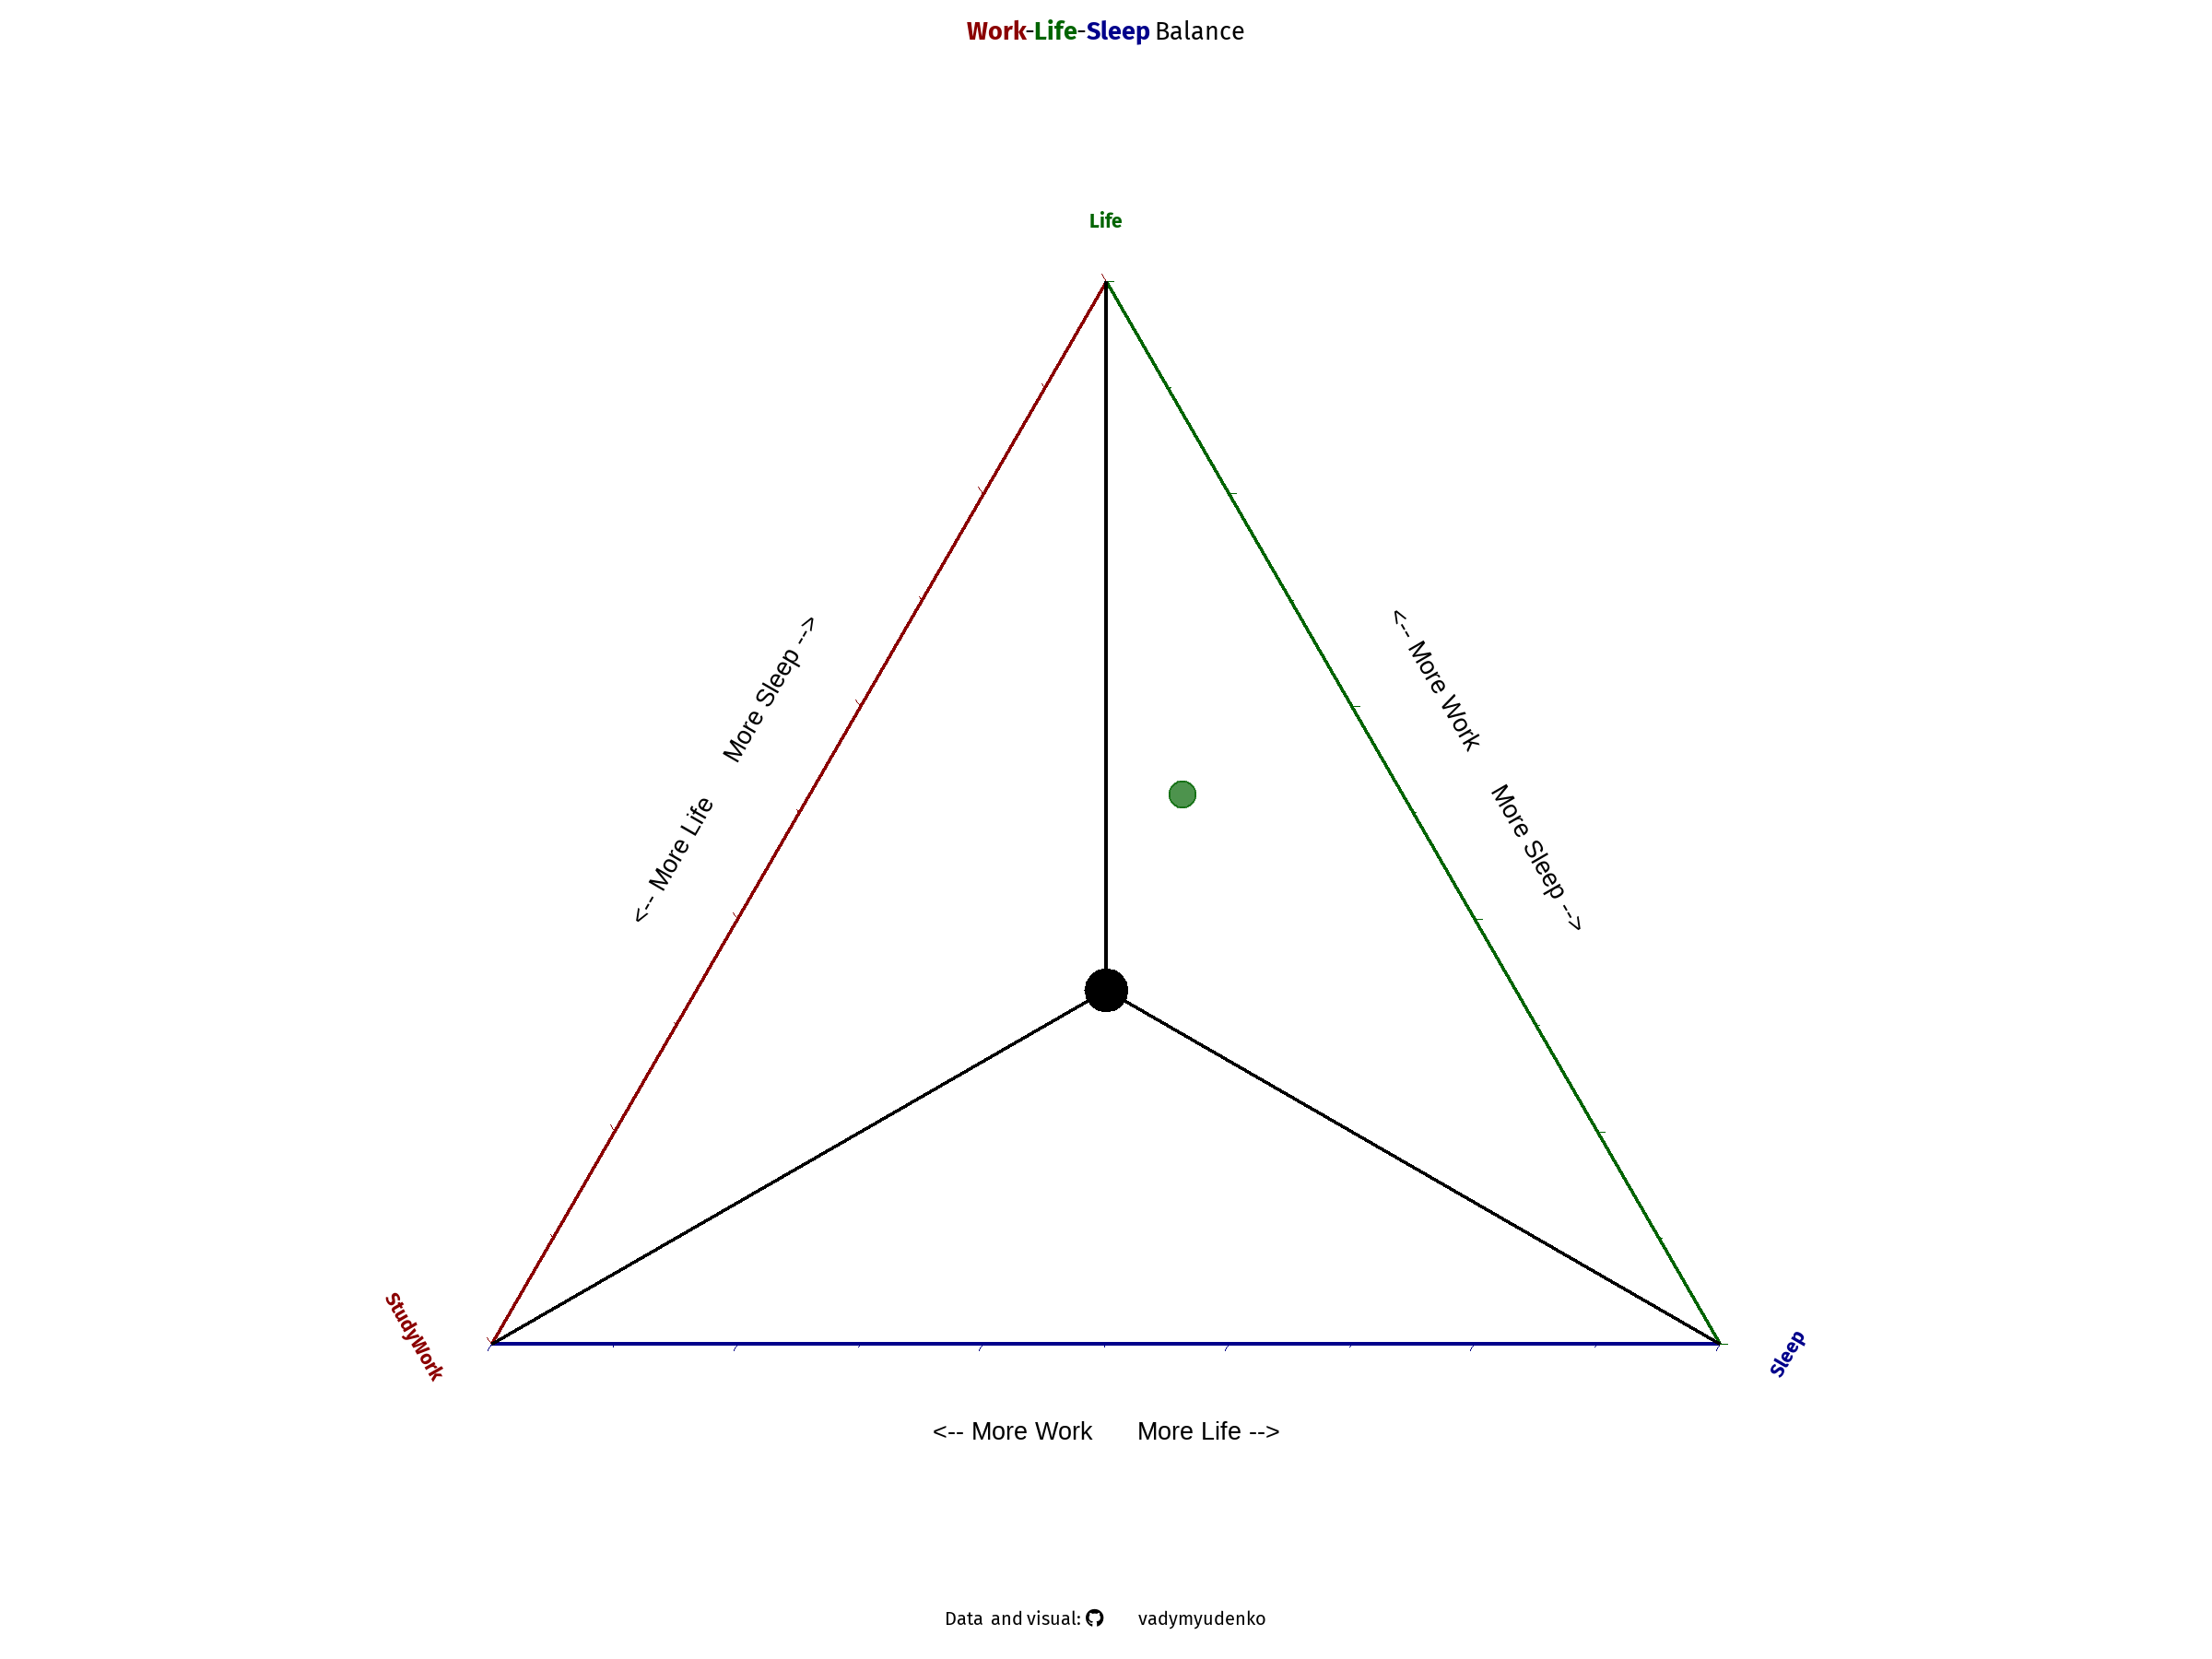 Work-Life-Sleep Balance
Life
<-- More Life    More Sleep -->
<-- More Work    More Sleep -->
StudyWork
Sleep
<-- More Work    More Life -->
Data and visual: vadymyudenko